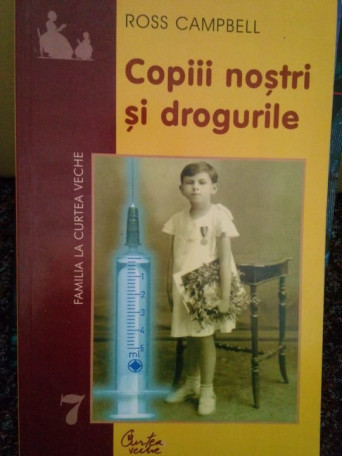 ROSS CAMPBELL
Copiii noștri
și drogurile
FAMILIA LA CURTEA VECHE
1
2
3
4
5
ml
7
Curtea
veche